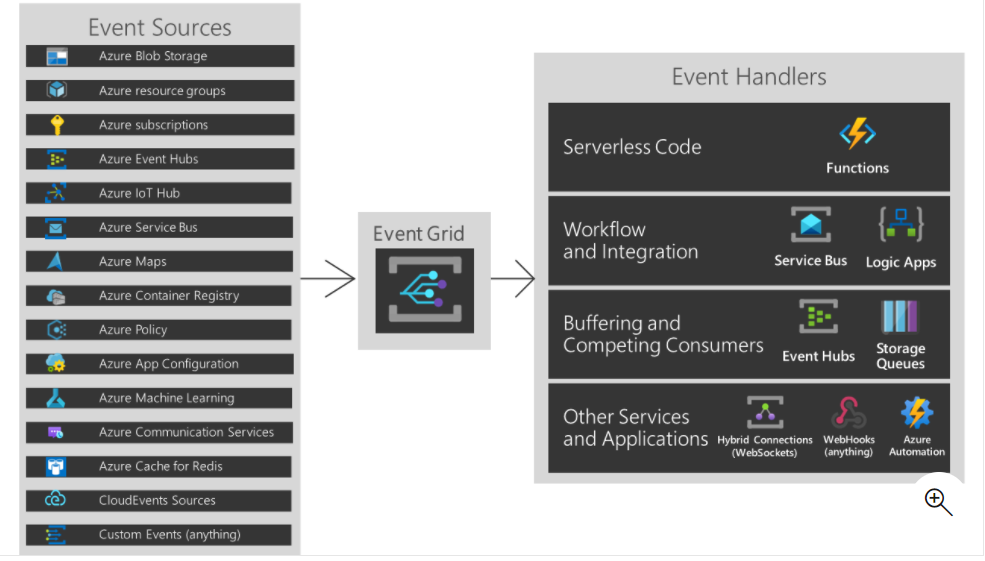 Event Sources
Azure Blob Storage
Azure resource groups
Azure subscriptions
Azure Event Hubs
Azure IoT Hub
Azure Service Bus
Azure Maps
Azure Container Registry
Azure Policy
Azure App Configuration
Azure Machine Learning
Azure Communication Services
Azure Cache for Redis
CloudEvents Sources
Custom Events (anything)
Event Grid
Event Handlers
Serverless Code
Functions
Workflow
and Integration
Service Bus
Logic Apps
Buffering and
Competing Consumers
Event Hubs
Storage
Queues
Other Services
and Applications
Hybrid Connections
(WebSockets)
WebHooks
(anything)
Azure
Automation